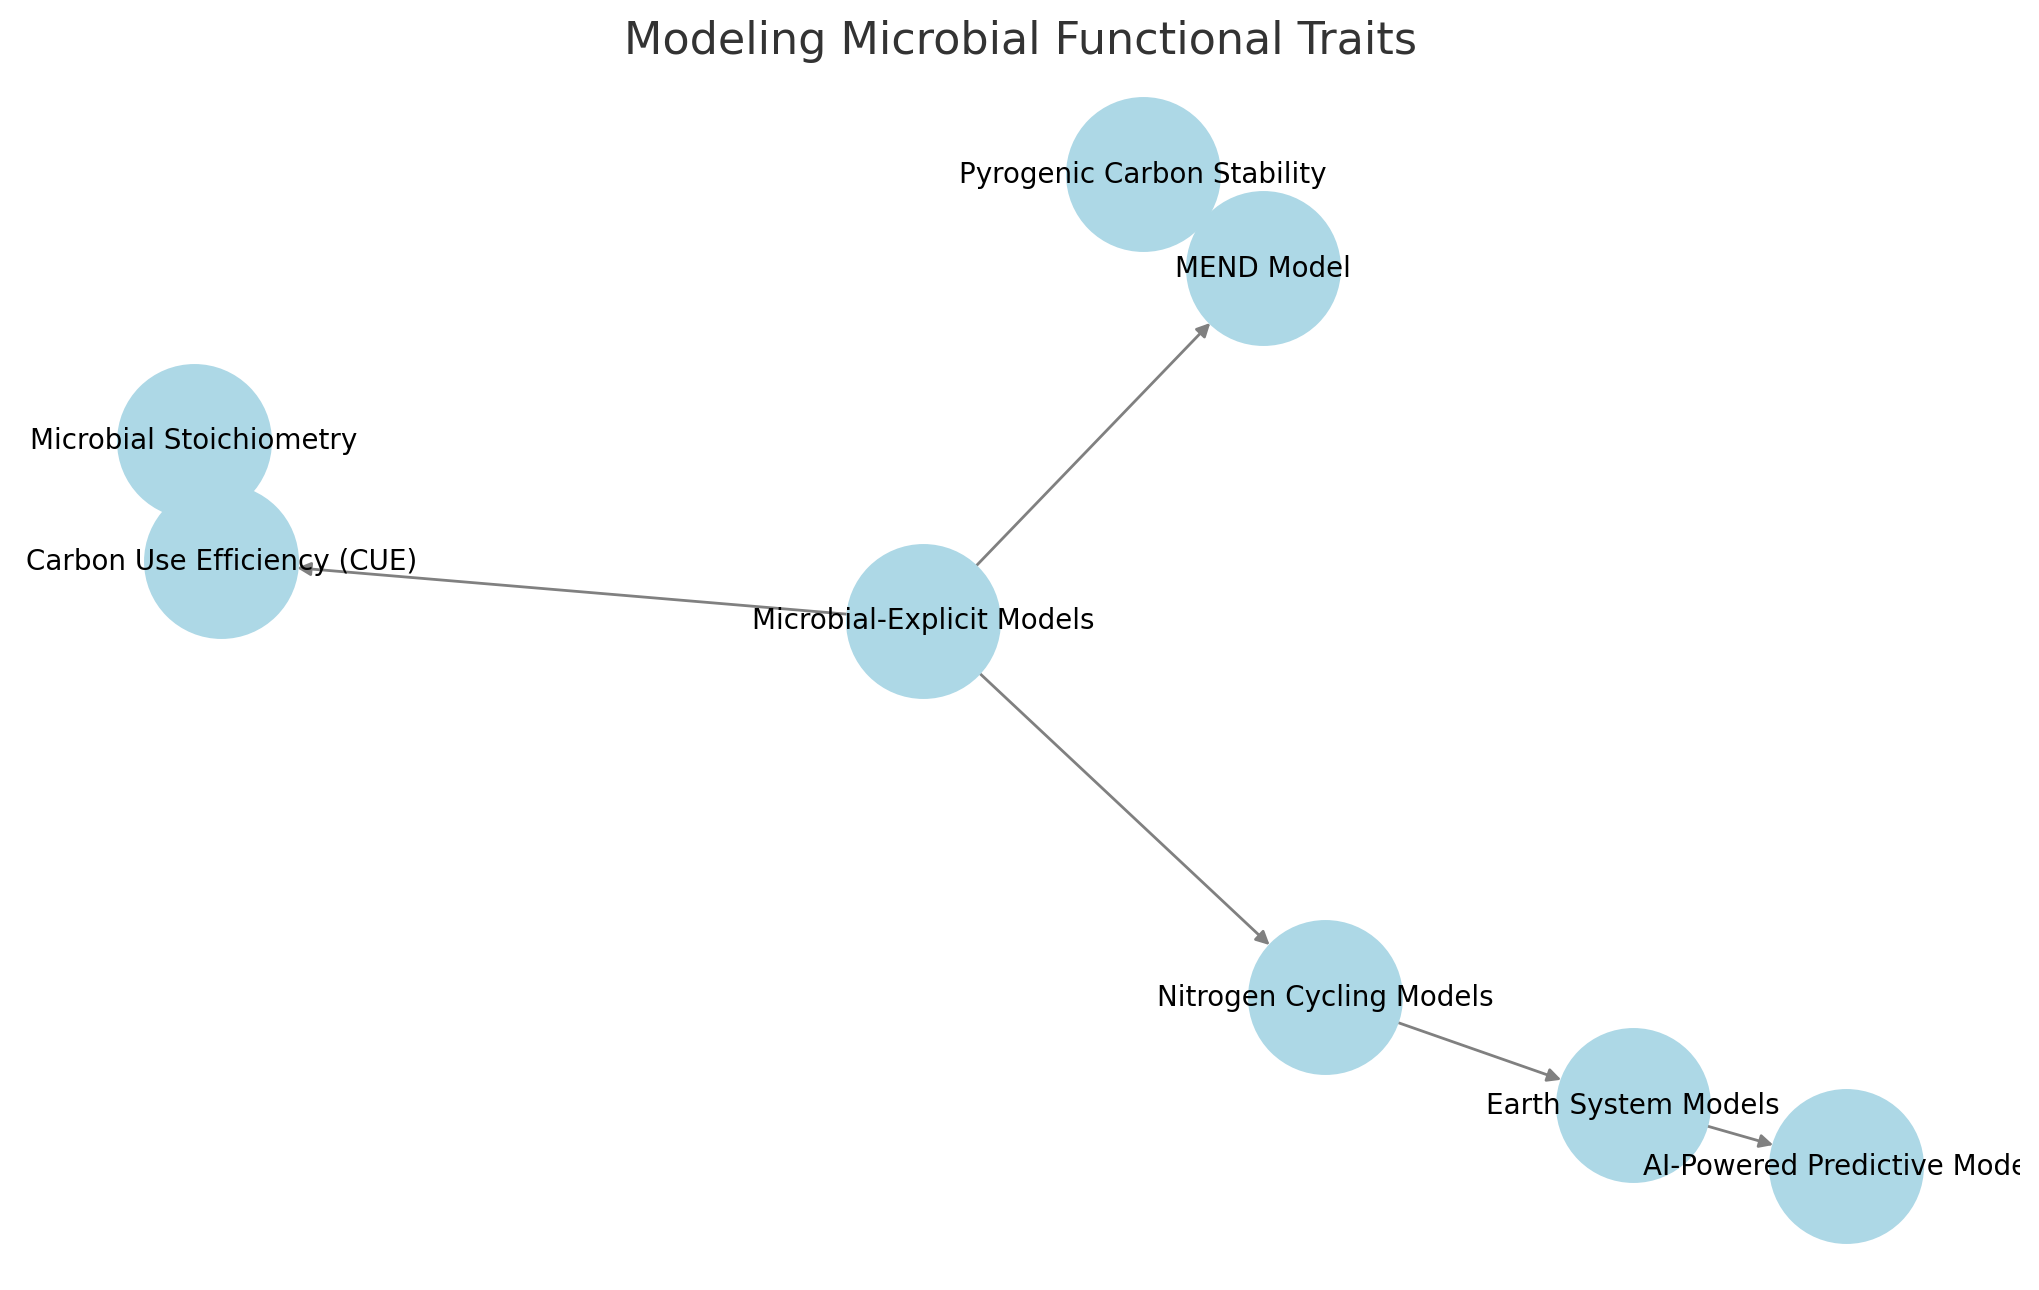 Modeling Microbial Functional Traits
Pyrogenic Carbon Stability
MEND Model
Microbial Stoichiometry
Carbon Use Efficiency (CUE)
Microbial-Explicit Models
Nitrogen Cycling Models
Earth System Models
AI-Powered Predictive Mode